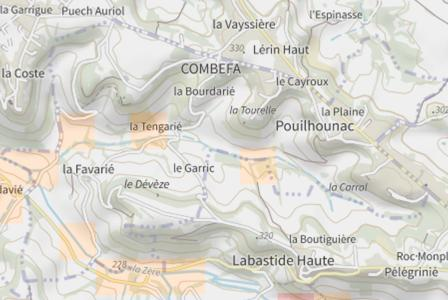 la Garrigue
Puech Auriol
l'Espinasse
la Vayssière
330
Lérin Haut
la Coste
COMBEFA
le Cayroux
la Bourdarié
la Tourelle
la Plaine
302
la Tengarié
Pouilhounac
la Favarié
le Garric
le Dévèze
la Carrol
320
la Boutiguière
228
la Zère
Labastide Haute
Pélégrinié